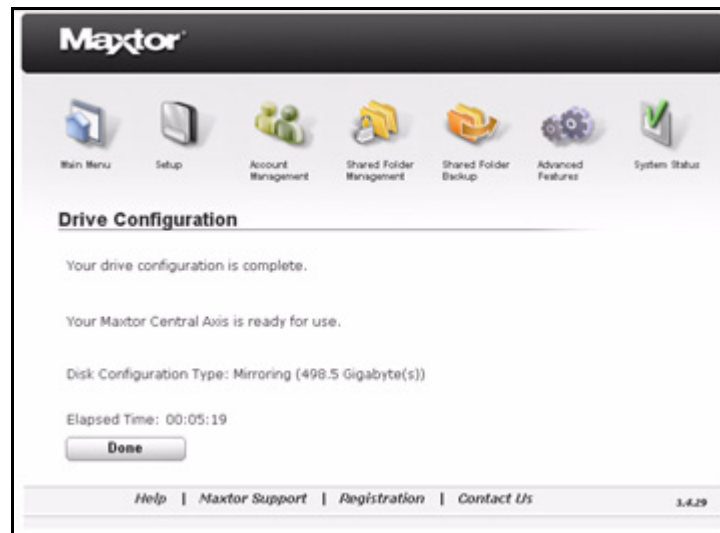 Maxtor
Main Menu
Setup
Account Management
Shared Folder Management
Shared Folder Backup
Advanced Features
System Status
Drive Configuration
Your drive configuration is complete.
Your Maxtor Central Axis is ready for use.
Disk Configuration Type: Mirroring (498.5 Gigabyte(s))
Elapsed Time: 00:05:19
Done
Help | Maxtor Support | Registration | Contact Us
3.4.29